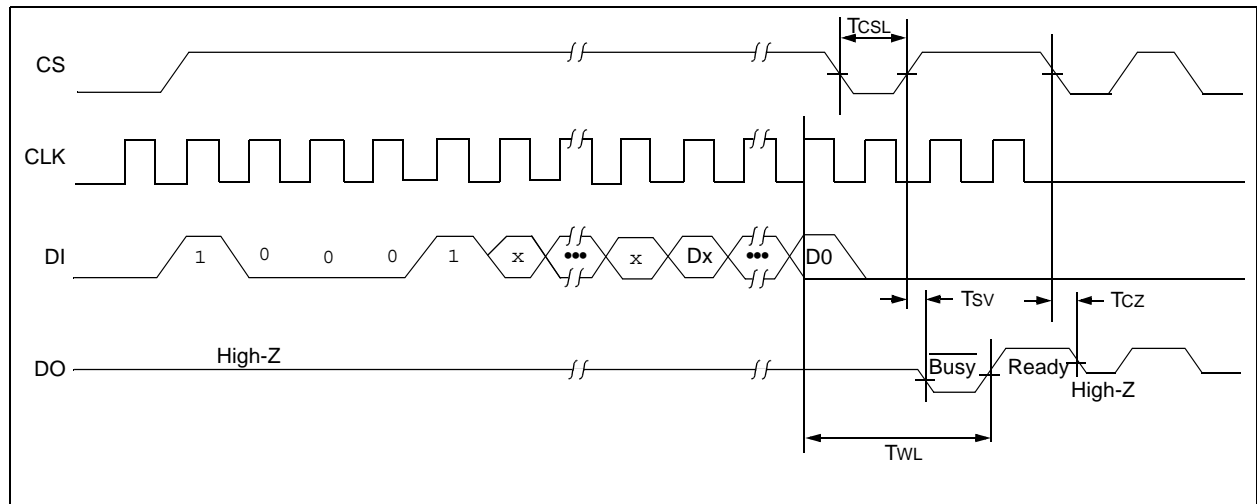 TCSL
CS
CLK
DI
1 0 0 0 1 x ••• x Dx ••• D0
TSV
TCZ
DO
High-Z
Busy
Ready
High-Z
TWL